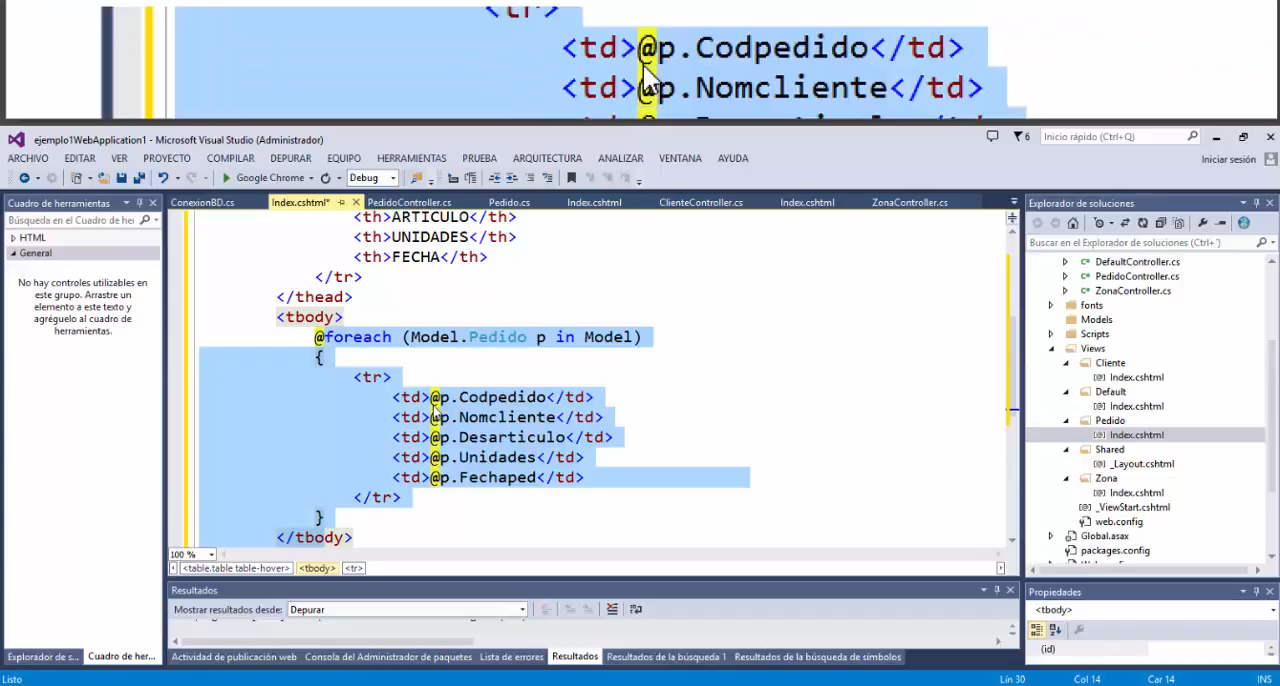 <tr>
<td>@p.Codpedido</td>
<td>@p.Nomcliente</td>
ejemplo1WebApplication1 - Microsoft Visual Studio (Administrador)
6
Inicio rápido (Ctrl+Q)
ARCHIVO EDITAR VER PROYECTO COMPILAR DEPURAR EQUIPO HERRAMIENTAS PRUEBA ARQUITECTURA ANALIZAR VENTANA AYUDA
Iniciar sesión
Google Chrome Debug
Cuadro de herramientas
ConexionBD.cs Index.cshtml* PedidoController.cs Pedido.cs Index.cshtml ClienteController.cs Index.cshtml ZonaController.cs
Explorador de soluciones
Búsqueda en el Cuadro de her
Buscar en el Explorador de soluciones (Ctrl+')
HTML
General
No hay controles utilizables en
este grupo. Arrastre un
elemento a este texto y
agréguelo al cuadro de
herramientas.
<th>ARTICULO</th>
<th>UNIDADES</th>
<th>FECHA</th>
</tr>
</thead>
<tbody>
@foreach (Model.Pedido p in Model)
{
<tr>
<td>@p.Codpedido</td>
<td>@p.Nomcliente</td>
<td>@p.Desarticulo</td>
<td>@p.Unidades</td>
<td>@p.Fechaped</td>
</tr>
}
</tbody>
100 %
<table.table table-hover> <tbody> <tr>
DefaultController.cs
PedidoController.cs
ZonaController.cs
fonts
Models
Scripts
Views
Cliente
Index.cshtml
Default
Index.cshtml
Pedido
Index.cshtml
Shared
_Layout.cshtml
Zona
Index.cshtml
_ViewStart.cshtml
web.config
Global.asax
packages.config
Resultados
Mostrar resultados desde: Depurar
Propiedades
<tbody>
(id)
Explorador de s... Cuadro de her... Actividad de publicación web Consola del Administrador de paquetes Lista de errores Resultados Resultados de la búsqueda 1 Resultados de la búsqueda de símbolos
Listo
Lín 30 Col 14 Car 14 INS